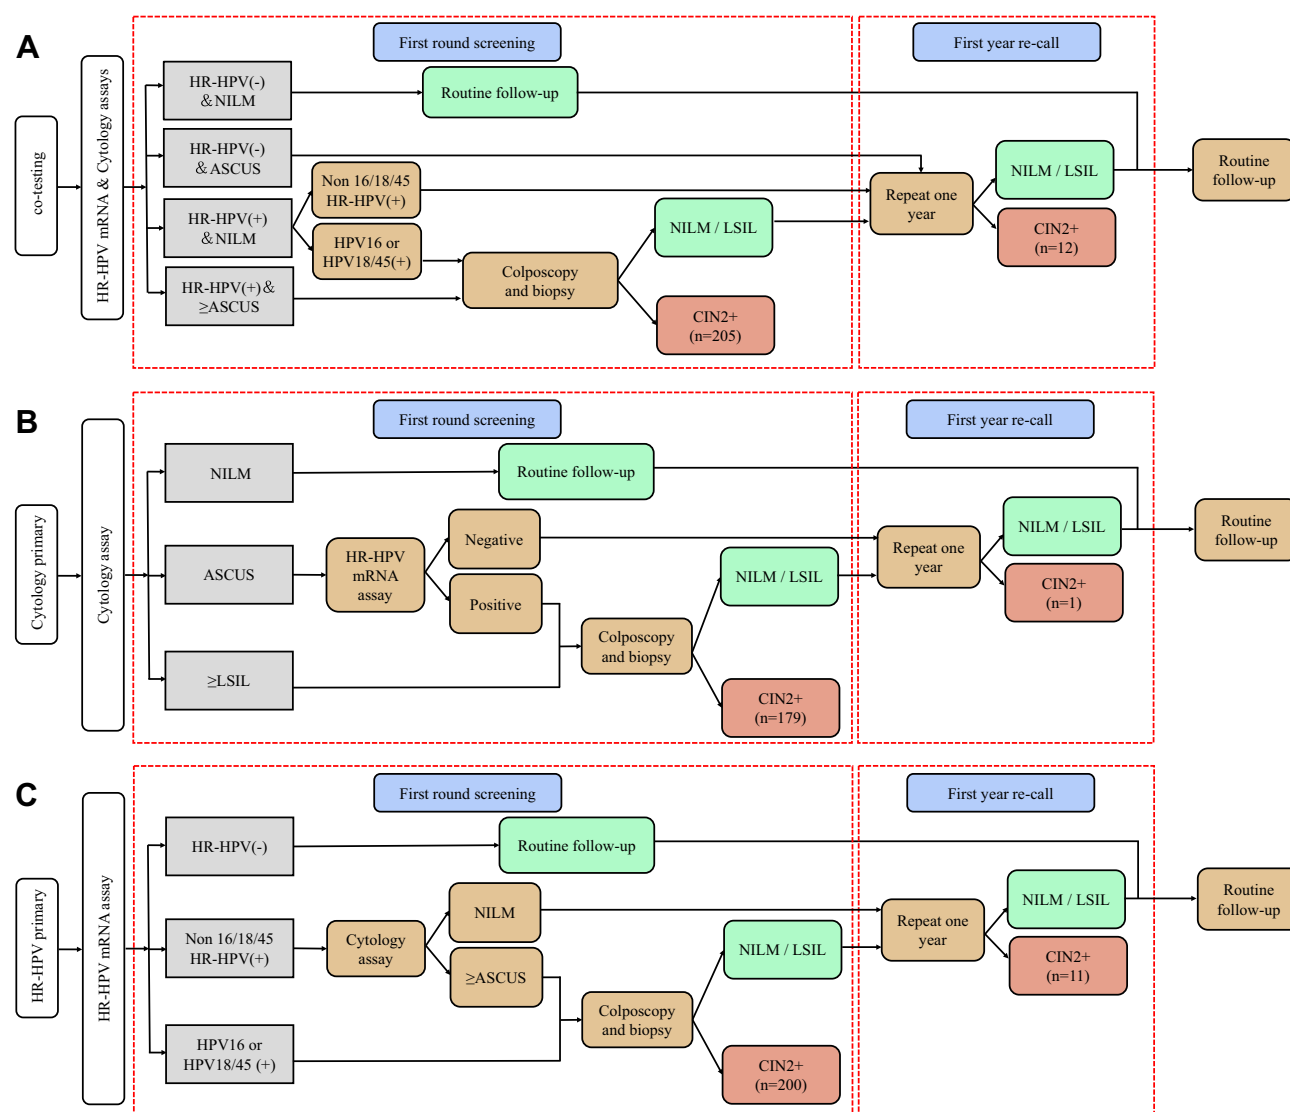 A
First round screening
First year re-call
co-testing
HR-HPV mRNA & Cytology assays
HR-HPV(-)
&NILM
Routine follow-up
HR-HPV(-)
&ASCUS
HR-HPV(+)
&NILM
Non 16/18/45
HR-HPV(+)
HPV16 or
HPV18/45(+)
HR-HPV(+)&
≥ASCUS
Colposcopy
and biopsy
NILM / LSIL
CIN2+
(n=205)
Repeat one
year
NILM / LSIL
CIN2+
(n=12)
Routine
follow-up
B
First round screening
First year re-call
Cytology primary
Cytology assay
NILM
Routine follow-up
ASCUS
HR-HPV
mRNA
assay
Negative
Positive
≥LSIL
Colposcopy
and biopsy
NILM / LSIL
CIN2+
(n=179)
Repeat one
year
NILM / LSIL
CIN2+
(n=1)
Routine
follow-up
C
First round screening
First year re-call
HR-HPV primary
HR-HPV mRNA assay
HR-HPV(-)
Routine follow-up
Non 16/18/45
HR-HPV(+)
Cytology
assay
NILM
≥ASCUS
HPV16 or
HPV18/45 (+)
Colposcopy
and biopsy
NILM / LSIL
CIN2+
(n=200)
Repeat one
year
NILM / LSIL
CIN2+
(n=11)
Routine
follow-up